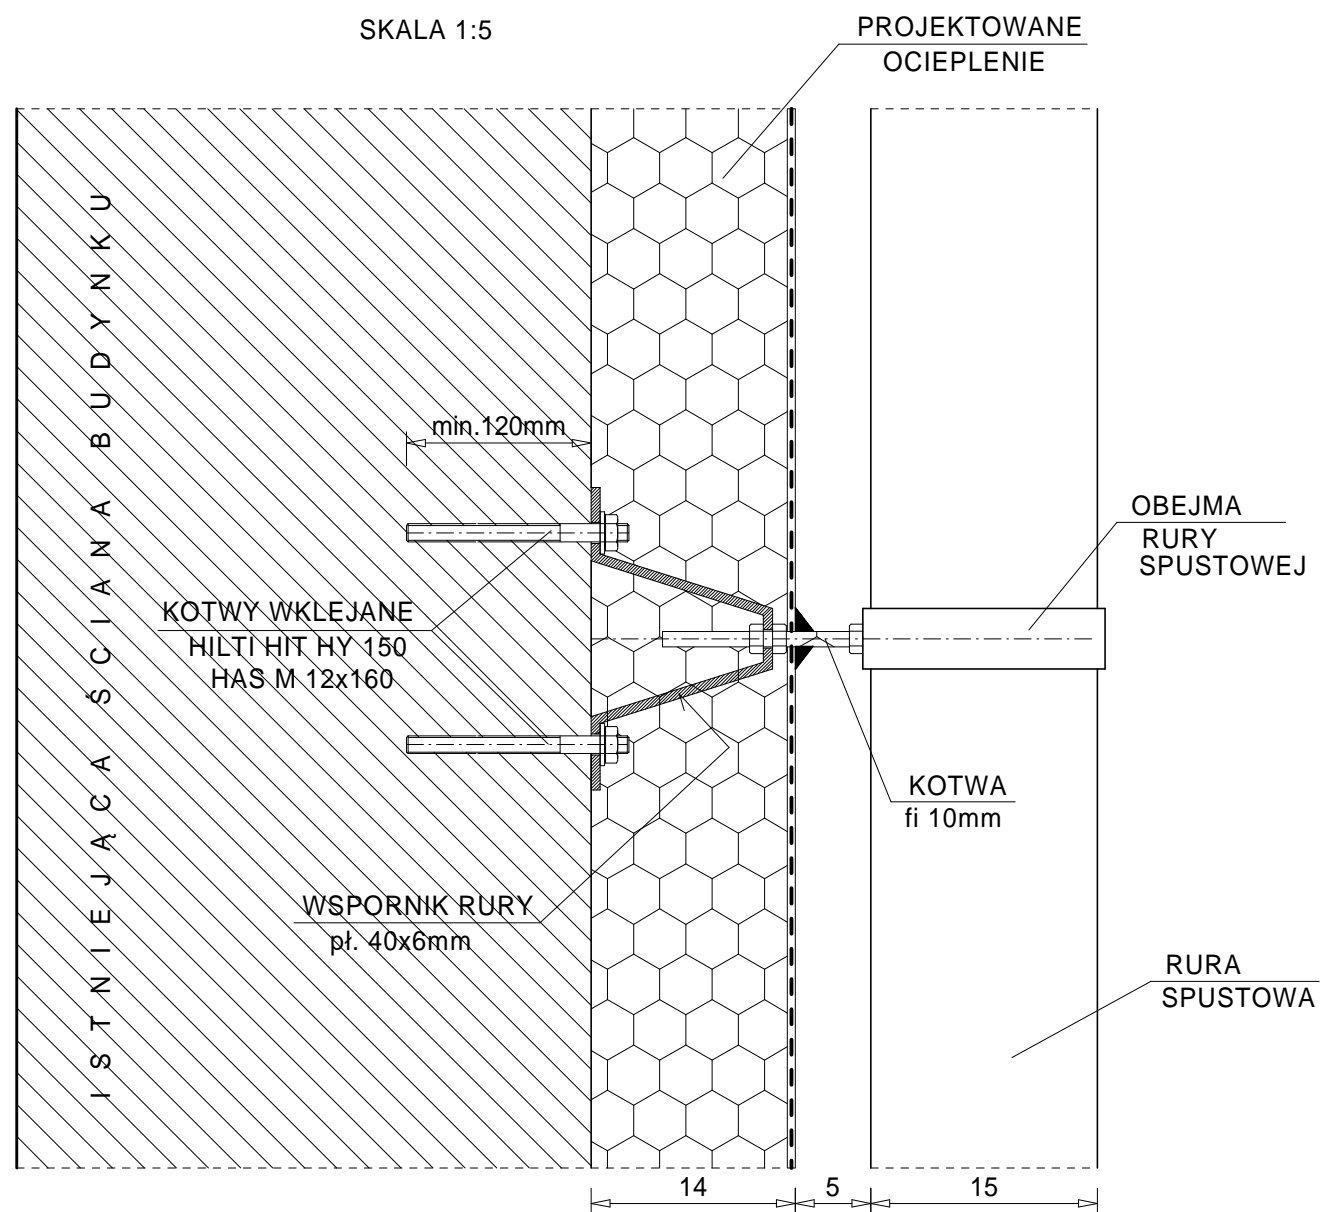 SKALA 1:5
PROJEKTOWANE
OCIEPLENIE
ISTNIEJĄCA ŚCIANA BUDYNKU
min.120mm
OBEJMA
RURY
SPUSTOWEJ
KOTWY WKLEJANE
HILTI HIT HY 150
HAS M 12x160
KOTWA
fi 10mm
WSPORNIK RURY
pł. 40x6mm
RURA
SPUSTOWA
14
5
15